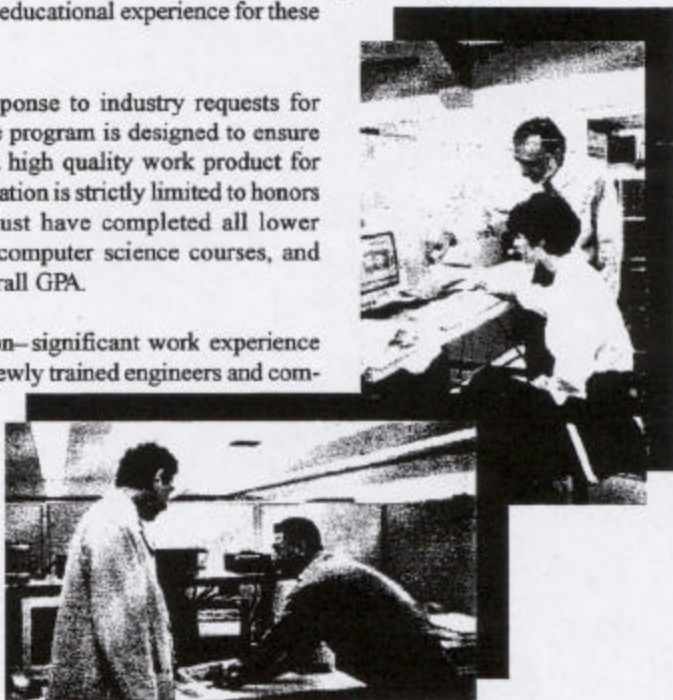 educational experience for these
ponse to industry requests for
program is designed to ensure
high quality work product for
ation is strictly limited to honors
ust have completed all lower
computer science courses, and
rall GPA.
n–significant work experience
ewly trained engineers and com-